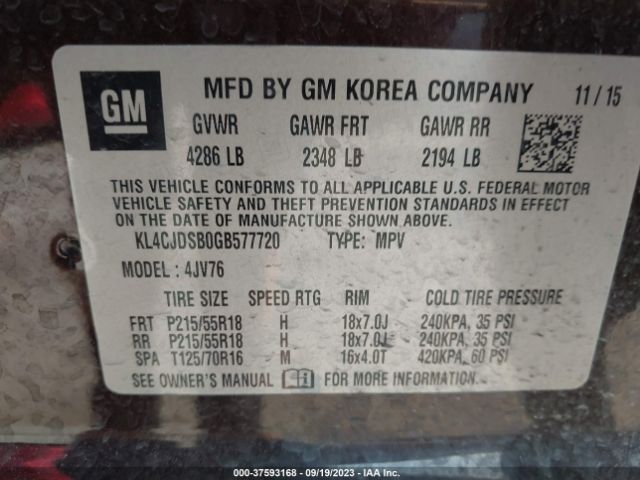 GM
MFD BY GM KOREA COMPANY 11/15
GVWR GAWR FRT GAWR RR
4286 LB 2348 LB 2194 LB
THIS VEHICLE CONFORMS TO ALL APPLICABLE U.S. FEDERAL MOTOR
VEHICLE SAFETY AND THEFT PREVENTION STANDARDS IN EFFECT
ON THE DATE OF MANUFACTURE SHOWN ABOVE.
KL4CJDSB0GB577720 TYPE: MPV
MODEL: 4JV76
TIRE SIZE SPEED RTG RIM COLD TIRE PRESSURE
FRT P215/55R18 H 18x7.0J 240KPA, 35 PSI
RR P215/55R18 H 18x7.0J 240KPA, 35 PSI
SPA T125/70R16 M 16x4.0T 420KPA, 60 PSI
SEE OWNER'S MANUAL FOR MORE INFORMATION.
000-37593168 - 09/19/2023 - IAA Inc.